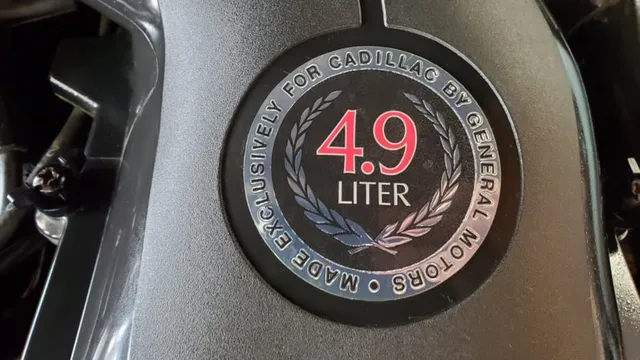 MADE EXCLUSIVELY FOR CADILLAC BY GENERAL MOTORS •
4.9
LITER